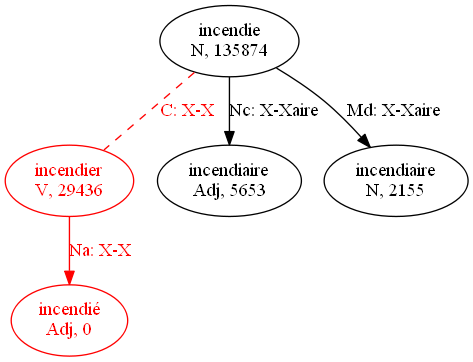 incendie
N, 135874
C: X-X
Nc: X-Xaire
Md: X-Xaire
incendier
V, 29436
incendiaire
Adj, 5653
incendiaire
N, 2155
Na: X-X
incendié
Adj, 0